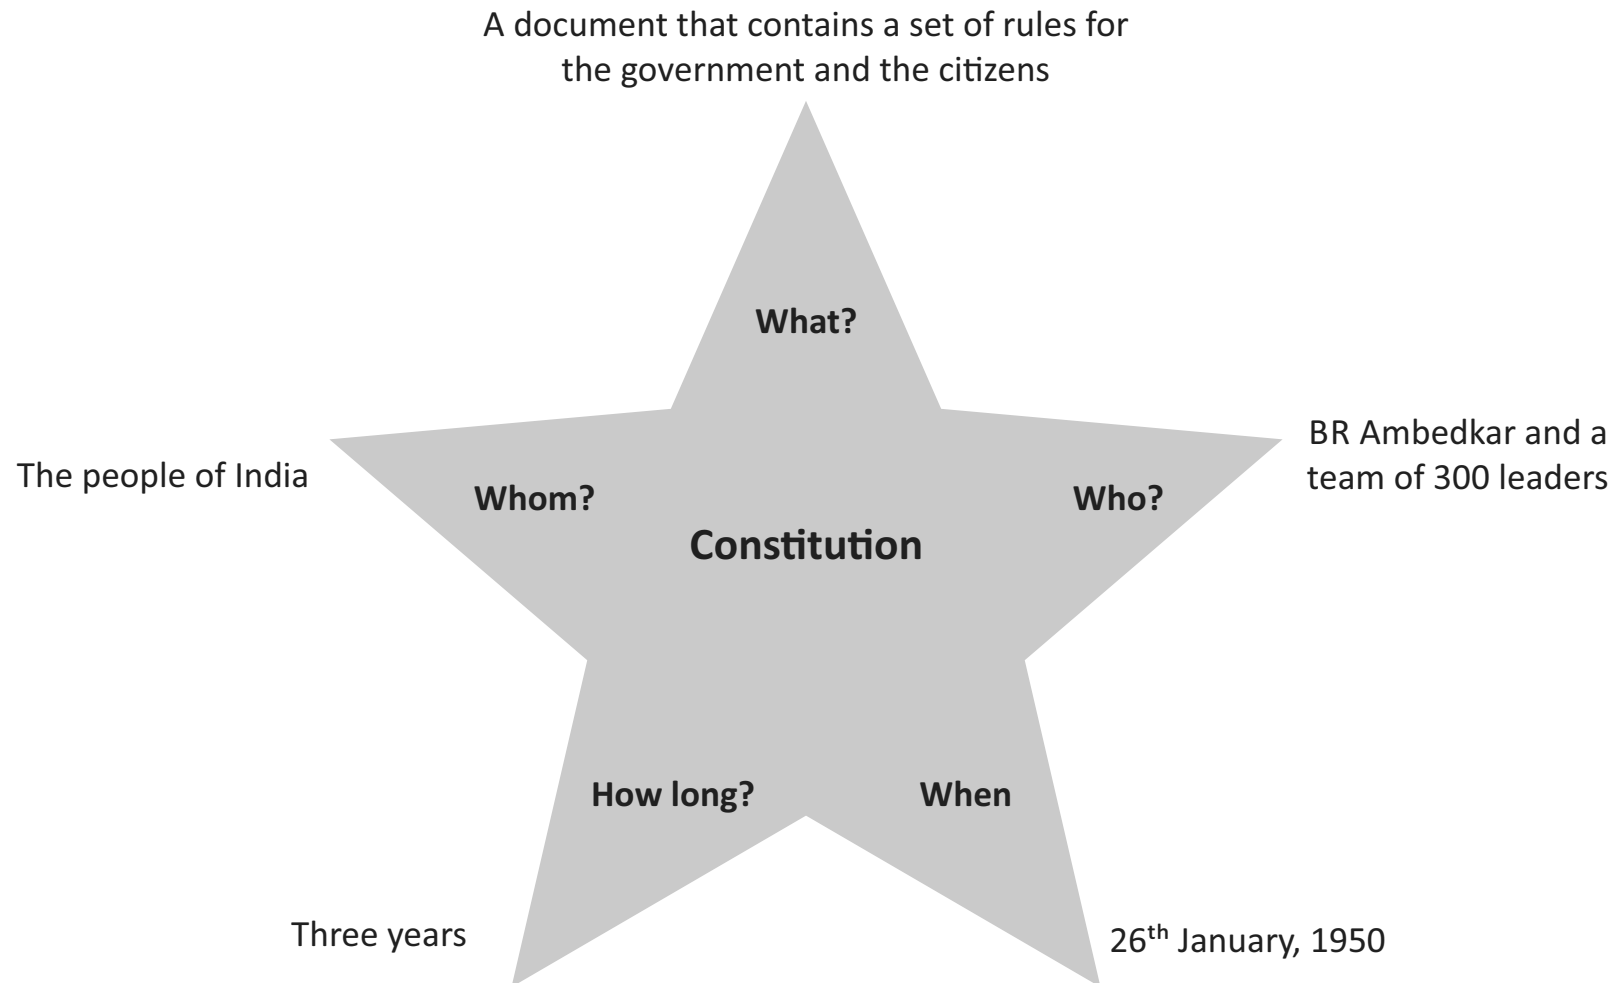 A document that contains a set of rules for
the government and the citizens
What?
BR Ambedkar and a
team of 300 leaders
The people of India
Whom?
Who?
Constitution
How long?
When
Three years
26th January, 1950